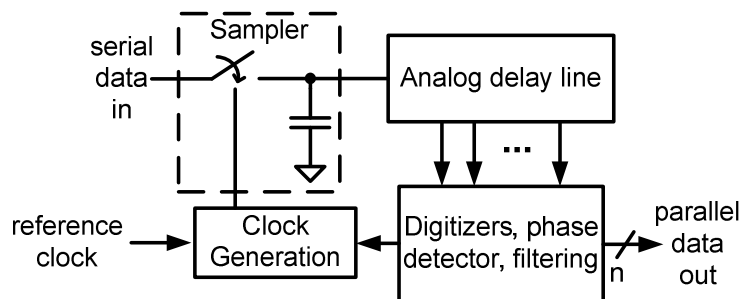 Sampler
serial
data
in
Analog delay line
...
reference
clock
Clock
Generation
Digitizers, phase
detector, filtering
n
parallel
data
out